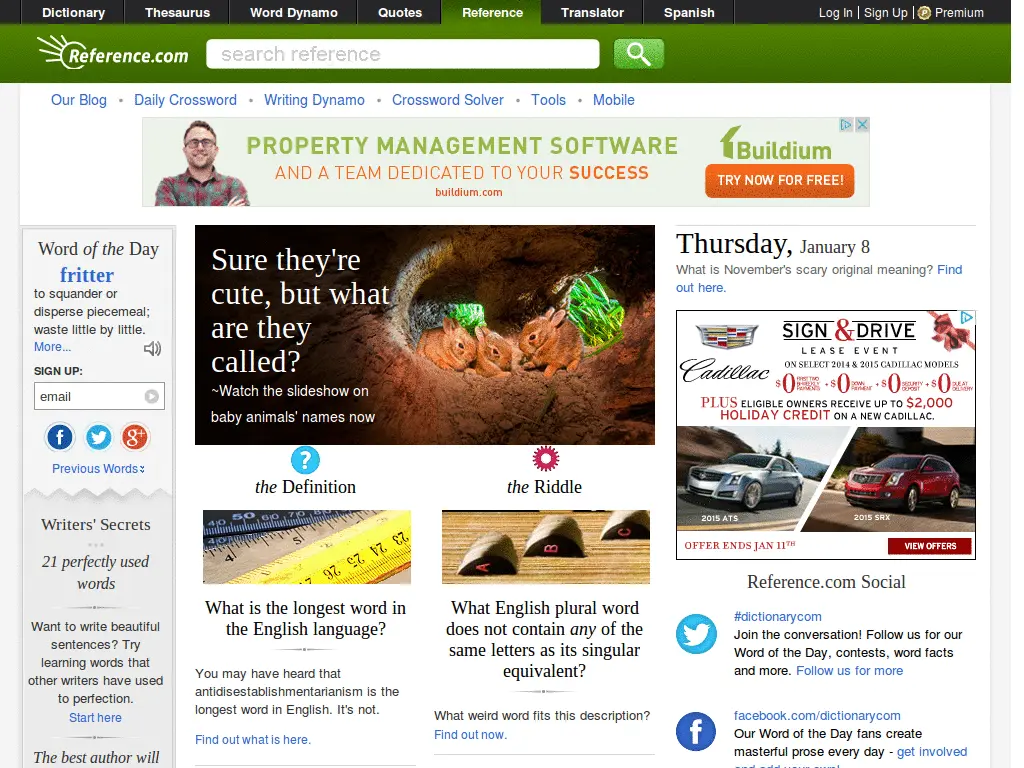 Dictionary Thesaurus Word Dynamo Quotes Reference Translator Spanish Log In | Sign Up | Premium
Reference.com search reference
Our Blog • Daily Crossword • Writing Dynamo • Crossword Solver • Tools • Mobile
PROPERTY MANAGEMENT SOFTWARE
AND A TEAM DEDICATED TO YOUR SUCCESS
buildium.com
Buildium
TRY NOW FOR FREE!
Word of the Day
fritter
to squander or
disperse piecemeal;
waste little by little.
More...
SIGN UP:
email
Previous Words
Writers' Secrets
21 perfectly used
words
Want to write beautiful
sentences? Try
learning words that
other writers have used
to perfection.
Start here
The best author will
Sure they're
cute, but what
are they
called?
~Watch the slideshow on
baby animals' names now
?
the Definition
What is the longest word in
the English language?
You may have heard that
antidisestablishmentarianism is the
longest word in English. It's not.
Find out what is here.
the Riddle
A B C
What English plural word
does not contain any of the
same letters as its singular
equivalent?
What weird word fits this description?
Find out now.
Thursday, January 8
What is November's scary original meaning? Find
out here.
Cadillac
SIGN & DRIVE
LEASE EVENT
ON SELECT 2014 & 2015 CADILLAC MODELS
$0 FIRST TWO BI-WEEKLY PAYMENTS + $0 DOWN PAYMENT + $0 SECURITY DEPOSIT + $0 DUE AT DELIVERY
PLUS ELIGIBLE OWNERS RECEIVE UP TO $2,000
HOLIDAY CREDIT ON A NEW CADILLAC.
2015 ATS
2015 SRX
OFFER ENDS JAN 11TH
VIEW OFFERS
Reference.com Social
#dictionarycom
Join the conversation! Follow us for our
Word of the Day, contests, word facts
and more. Follow us for more
facebook.com/dictionarycom
Our Word of the Day fans create
masterful prose every day - get involved